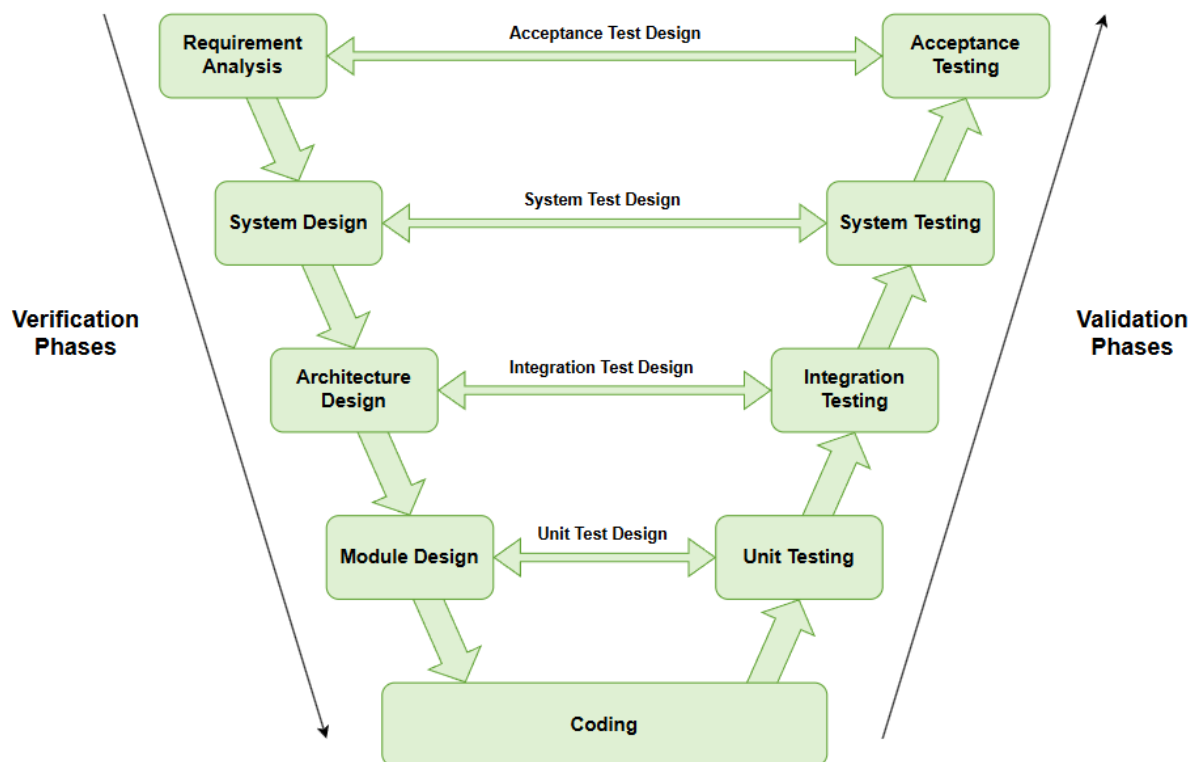 Requirement
Analysis
Acceptance Test Design
Acceptance
Testing
System Design
System Test Design
System Testing
Verification
Phases
Validation
Phases
Architecture
Design
Integration Test Design
Integration
Testing
Module Design
Unit Test Design
Unit Testing
Coding